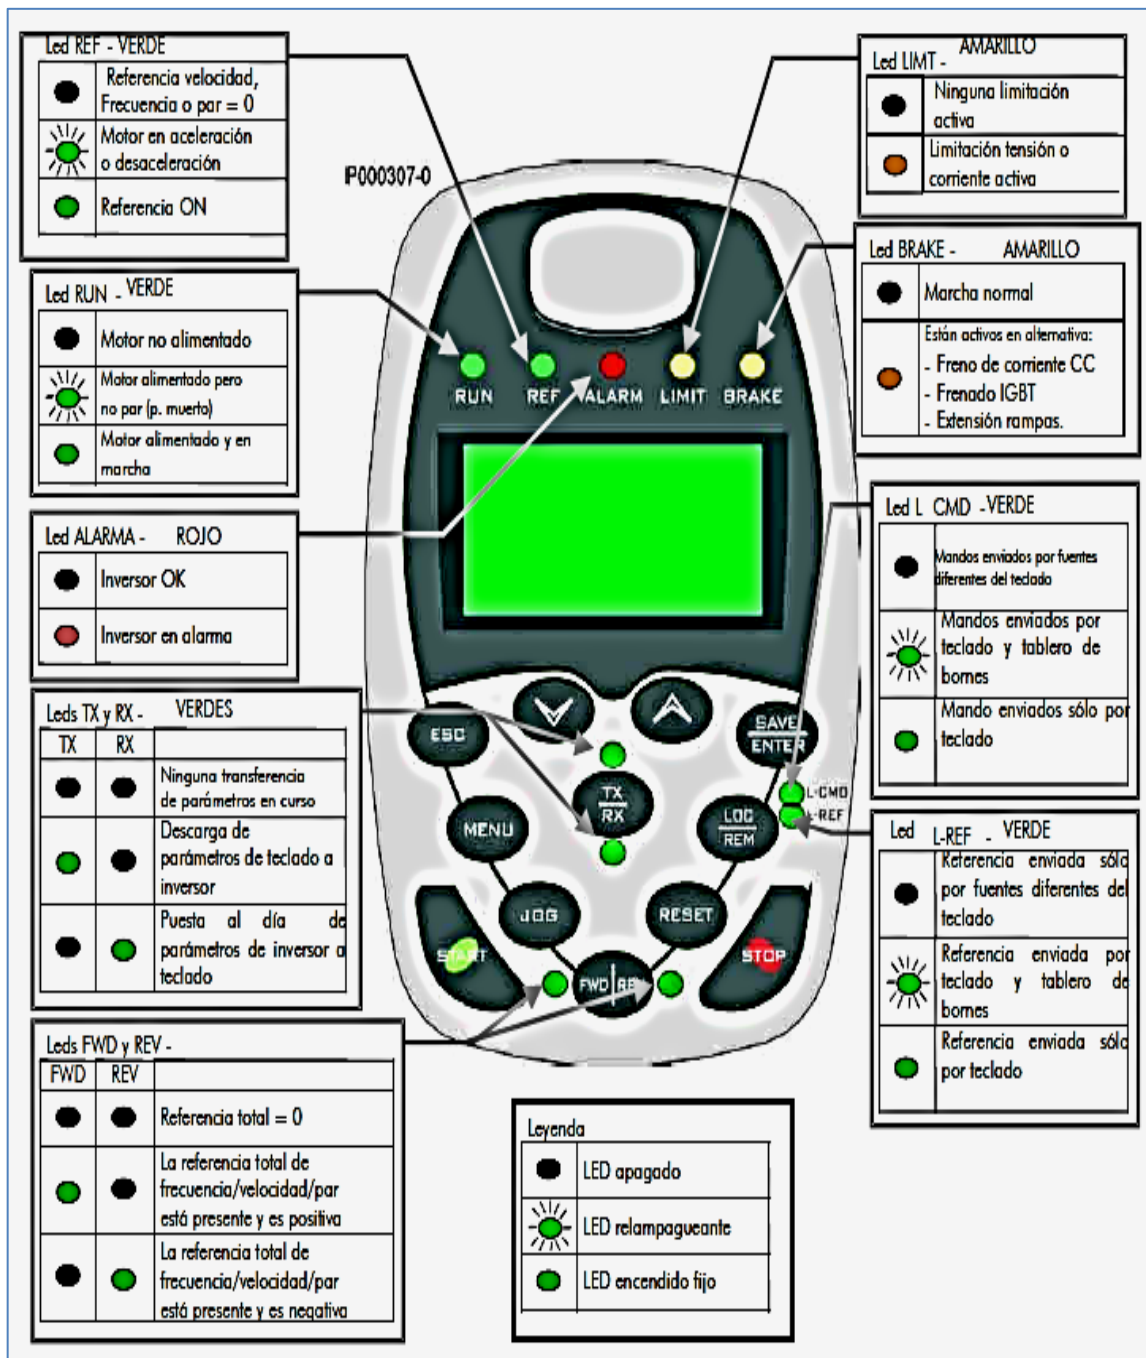 Led REF - VERDE
Referencia velocidad,
Frecuencia o par = 0
Motor en aceleración
o desaceleración
Referencia ON
Led RUN - VERDE
Motor no alimentado
Motor alimentado pero
no par (p. muerto)
Motor alimentado y en
marcha
Led ALARMA - ROJO
Inversor OK
Inversor en alarma
Leds TX y RX - VERDES
TX RX
Ninguna transferencia
de parámetros en curso
Descarga de
parámetros de teclado a
inversor
Puesta al día de
parámetros de inversor a
teclado
Leds FWD y REV -
FWD REV
Referencia total = 0
La referencia total de
frecuencia/velocidad/par
está presente y es positiva
La referencia total de
frecuencia/velocidad/par
está presente y es negativa
IP000307-0
RUN REF ALARM LIMIT BRAKE
ESC
SAVE
ENTER
TX
RX
MENU
LOC
REM
L-CMD
L-REF
JOG
RESET
START
STOP
FWD RE
Leyenda
LED apagado
LED relampagueante
LED encendido fijo
Led LIMT - AMARILLO
Ninguna limitación
activa
Limitación tensión o
corriente activa
Led BRAKE - AMARILLO
Marcha normal
Están activos en alternativa:
- Freno de corriente CC
- Frenado IGBT
- Extensión rampas.
Led L CMD -VERDE
Mandos enviados por fuentes
diferentes del teclado
Mandos enviados por
teclado y tablero de
bornes
Mando enviados sólo por
teclado
Led L-REF - VERDE
Referencia enviada sólo
por fuentes diferentes del
teclado
Referencia enviada por
teclado y tablero de
bornes
Referencia enviada sólo
por teclado